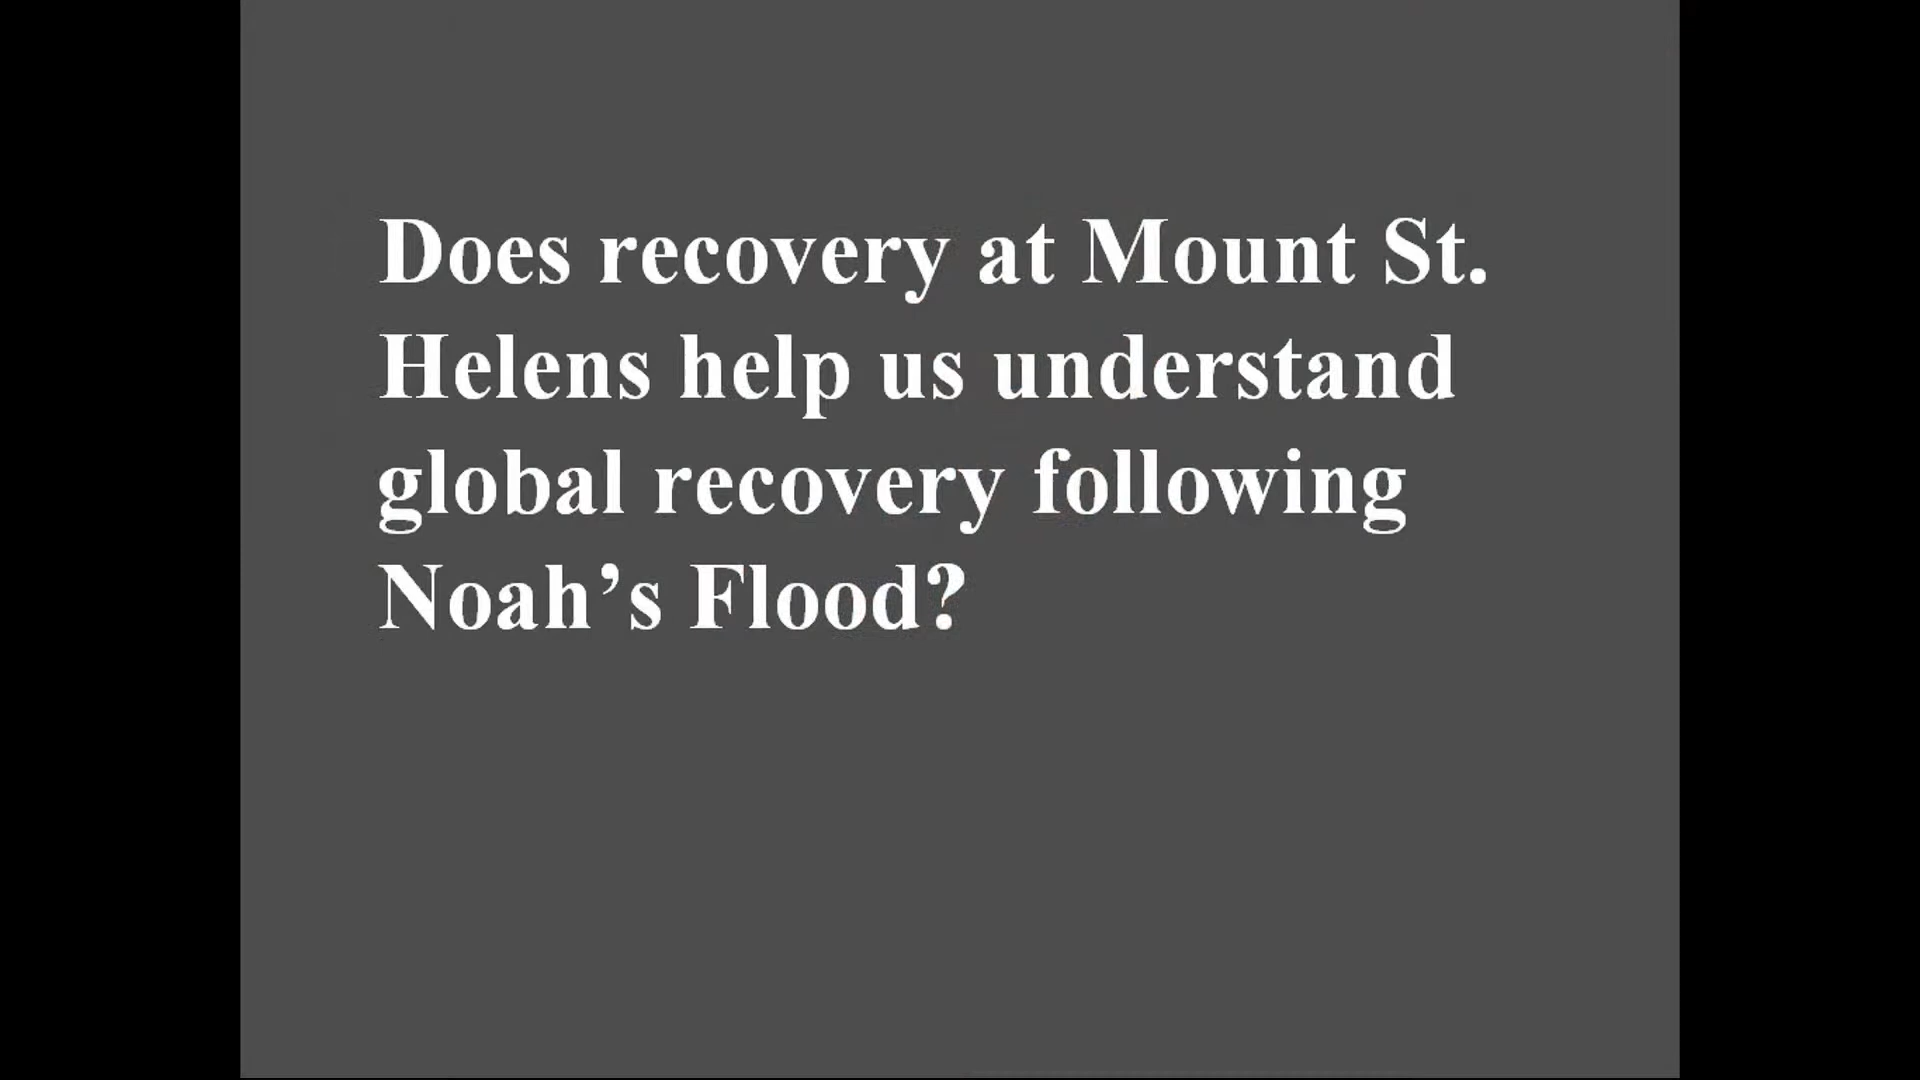 Does recovery at Mount St.
Helens help us understand
global recovery following
Noah’s Flood?